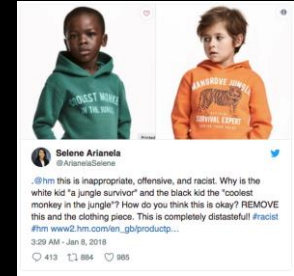 COOLEST MONKEY
IN THE JUNGLE
MANGROVE JUNGLE
SURVIVAL EXPERT
Selene Arianela
@ArianelaSelene
.@hm this is inappropriate, offensive, and racist. Why is the
white kid "a jungle survivor" and the black kid the "coolest
monkey in the jungle"? How do you think this is okay? REMOVE
this and the clothing piece. This is completely distasteful! #racist
#hm www2.hm.com/en_gb/productp...
3:29 AM - Jan 8, 2018
413 884 985